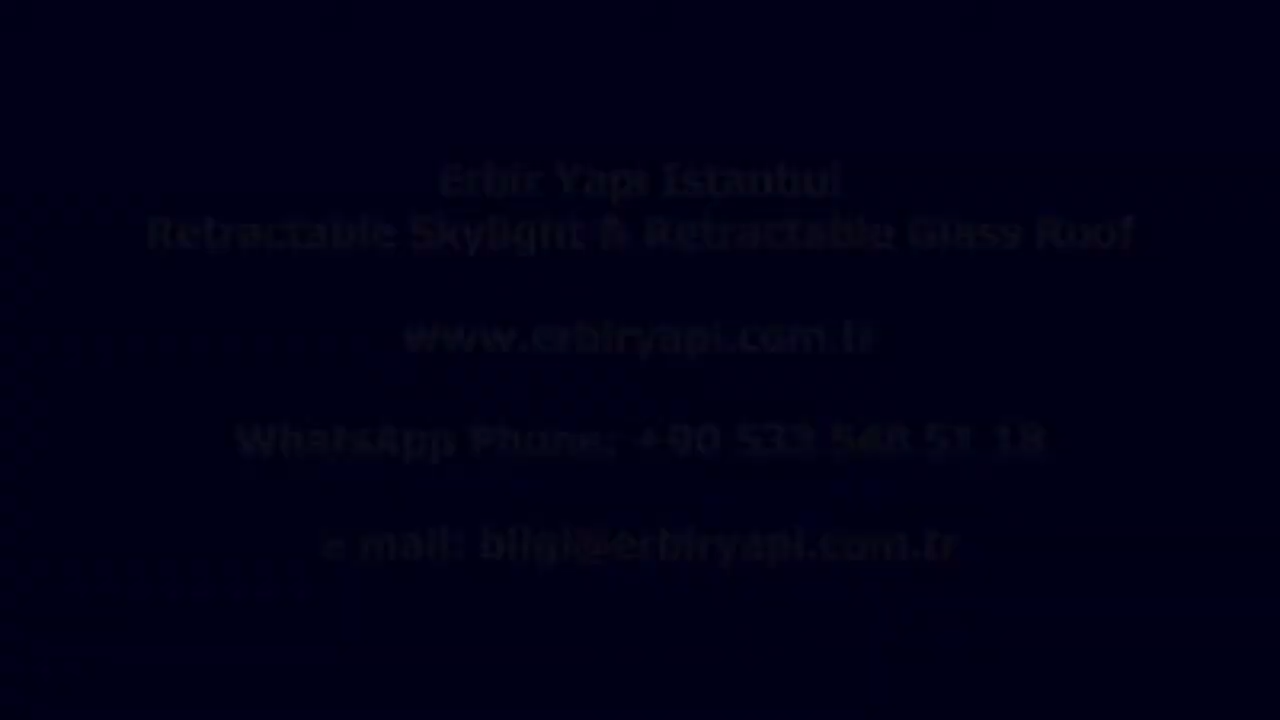 Erbir Yapı Istanbul
Retractable Skylight & Retractable Glass Roof
www.erbiryapi.com.tr
WhatsApp Phone: +90 533 548 51 18
e mail: bilgi@erbiryapi.com.tr